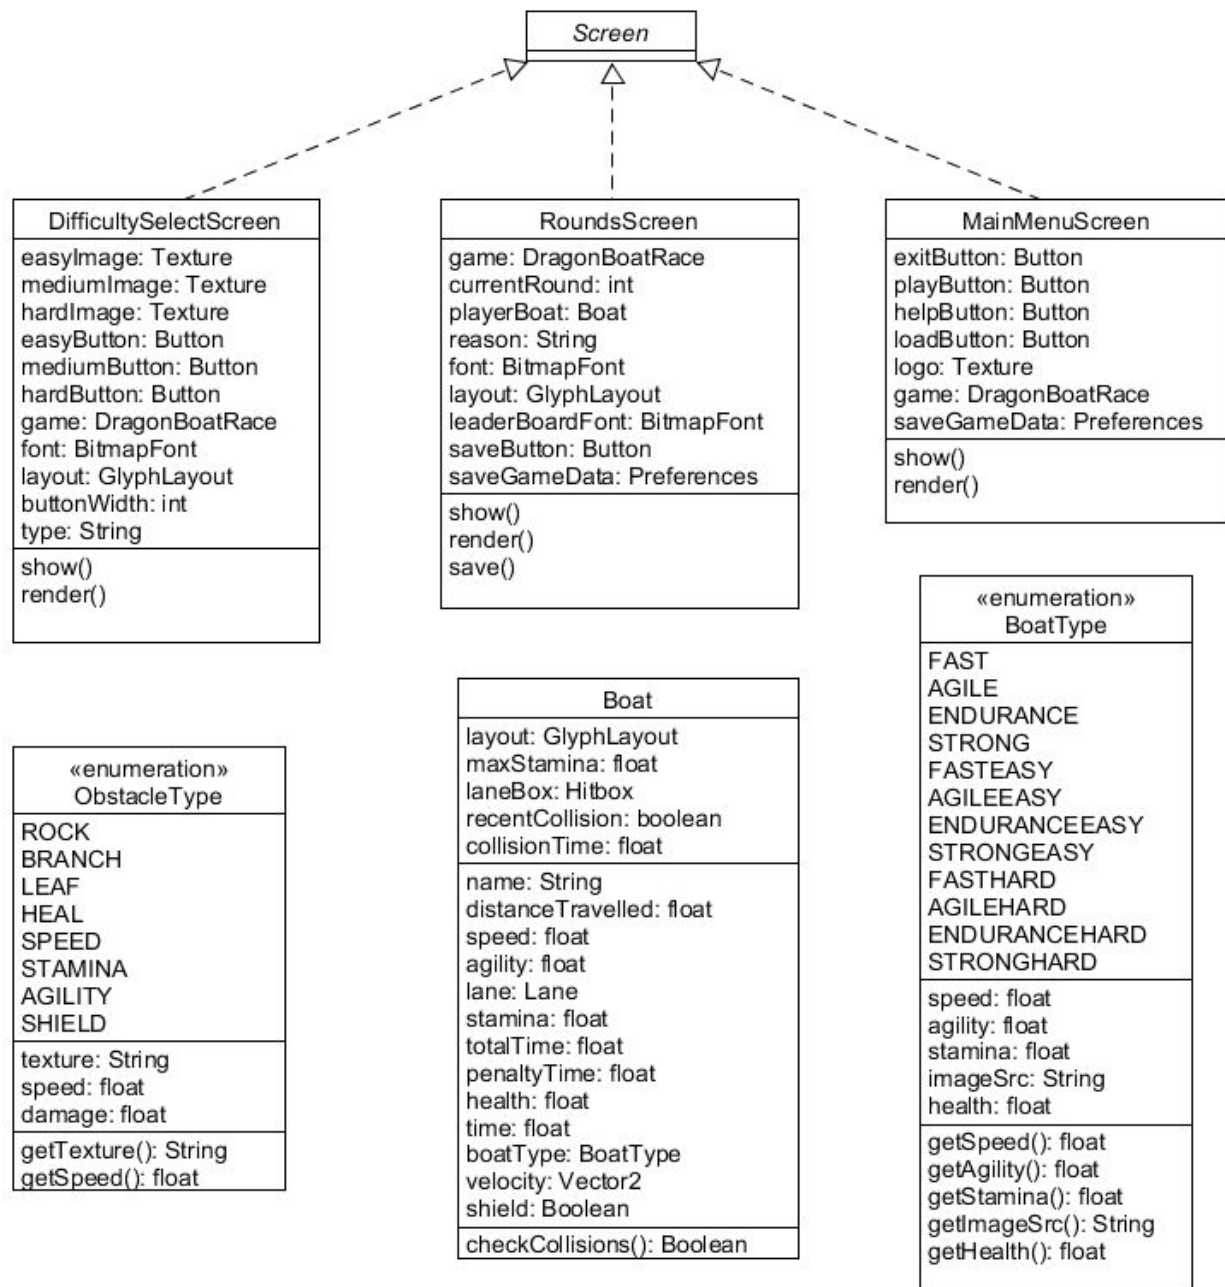 Screen
DifficultySelectScreen
easyImage: Texture
mediumImage: Texture
hardImage: Texture
easyButton: Button
mediumButton: Button
hardButton: Button
game: DragonBoatRace
font: BitmapFont
layout: GlyphLayout
buttonWidth: int
type: String
show()
render()
RoundsScreen
game: DragonBoatRace
currentRound: int
playerBoat: Boat
reason: String
font: BitmapFont
layout: GlyphLayout
leaderBoardFont: BitmapFont
saveButton: Button
saveGameData: Preferences
show()
render()
save()
MainMenuScreen
exitButton: Button
playButton: Button
helpButton: Button
loadButton: Button
logo: Texture
game: DragonBoatRace
saveGameData: Preferences
show()
render()
«enumeration»
ObstacleType
ROCK
BRANCH
LEAF
HEAL
SPEED
STAMINA
AGILITY
SHIELD
texture: String
speed: float
damage: float
getTexture(): String
getSpeed(): float
Boat
layout: GlyphLayout
maxStamina: float
laneBox: Hitbox
recentCollision: boolean
collisionTime: float
name: String
distanceTravelled: float
speed: float
agility: float
lane: Lane
stamina: float
totalTime: float
penaltyTime: float
health: float
time: float
boatType: BoatType
velocity: Vector2
shield: Boolean
checkCollisions(): Boolean
«enumeration»
BoatType
FAST
AGILE
ENDURANCE
STRONG
FASTEASY
AGILEEASY
ENDURANCEEASY
STRONGEASY
FASTHARD
AGILEHARD
ENDURANCEHARD
STRONGHARD
speed: float
agility: float
stamina: float
imageSrc: String
health: float
getSpeed(): float
getAgility(): float
getStamina(): float
getImageSrc(): String
getHealth(): float